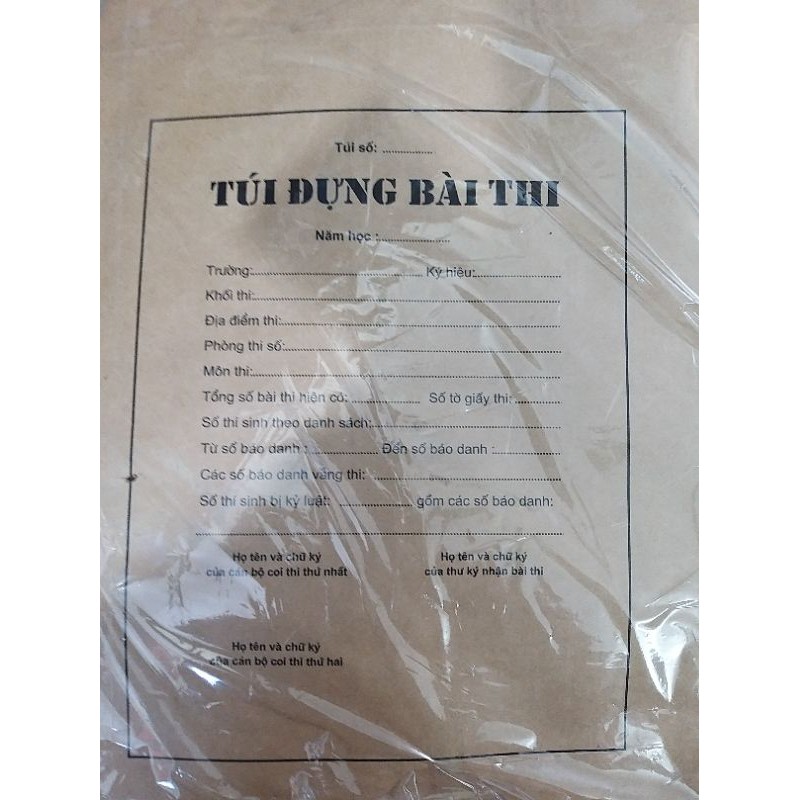 Túi số: ................
TÚI ĐỰNG BÀI THI
Năm học :......................
Trường:..................................................... Ký hiệu:...........................
Khối thi:...............................................................................................
Địa điểm thi:........................................................................................
Phòng thi số:.......................................................................................
Môn thi:................................................................................................
Tổng số bài thi hiện có: ..................... Số tờ giấy thi: ..............
Số thí sinh theo danh sách:...........................................................
Từ số báo danh : ..................... Đến số báo danh :....................
Các số báo danh vắng thi: ..........................................................
Số thí sinh bị kỷ luật: ...................... gồm các số báo danh:
.................................................................................................................
Họ tên và chữ ký
của cán bộ coi thi thứ nhất
Họ tên và chữ ký
của thư ký nhận bài thi
Họ tên và chữ ký
của cán bộ coi thi thứ hai